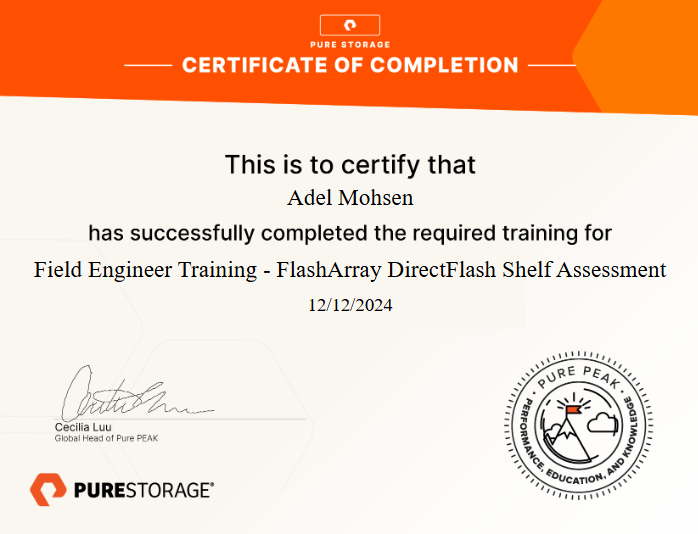 PURE STORAGE
CERTIFICATE OF COMPLETION
This is to certify that
Adel Mohsen
has successfully completed the required training for
Field Engineer Training - FlashArray DirectFlash Shelf Assessment
12/12/2024
Cecilia Luu
Global Head of Pure PEAK
PURESTORAGE®
· PURE PEAK ·
PERFORMANCE, EDUCATION, AND KNOWLEDGE